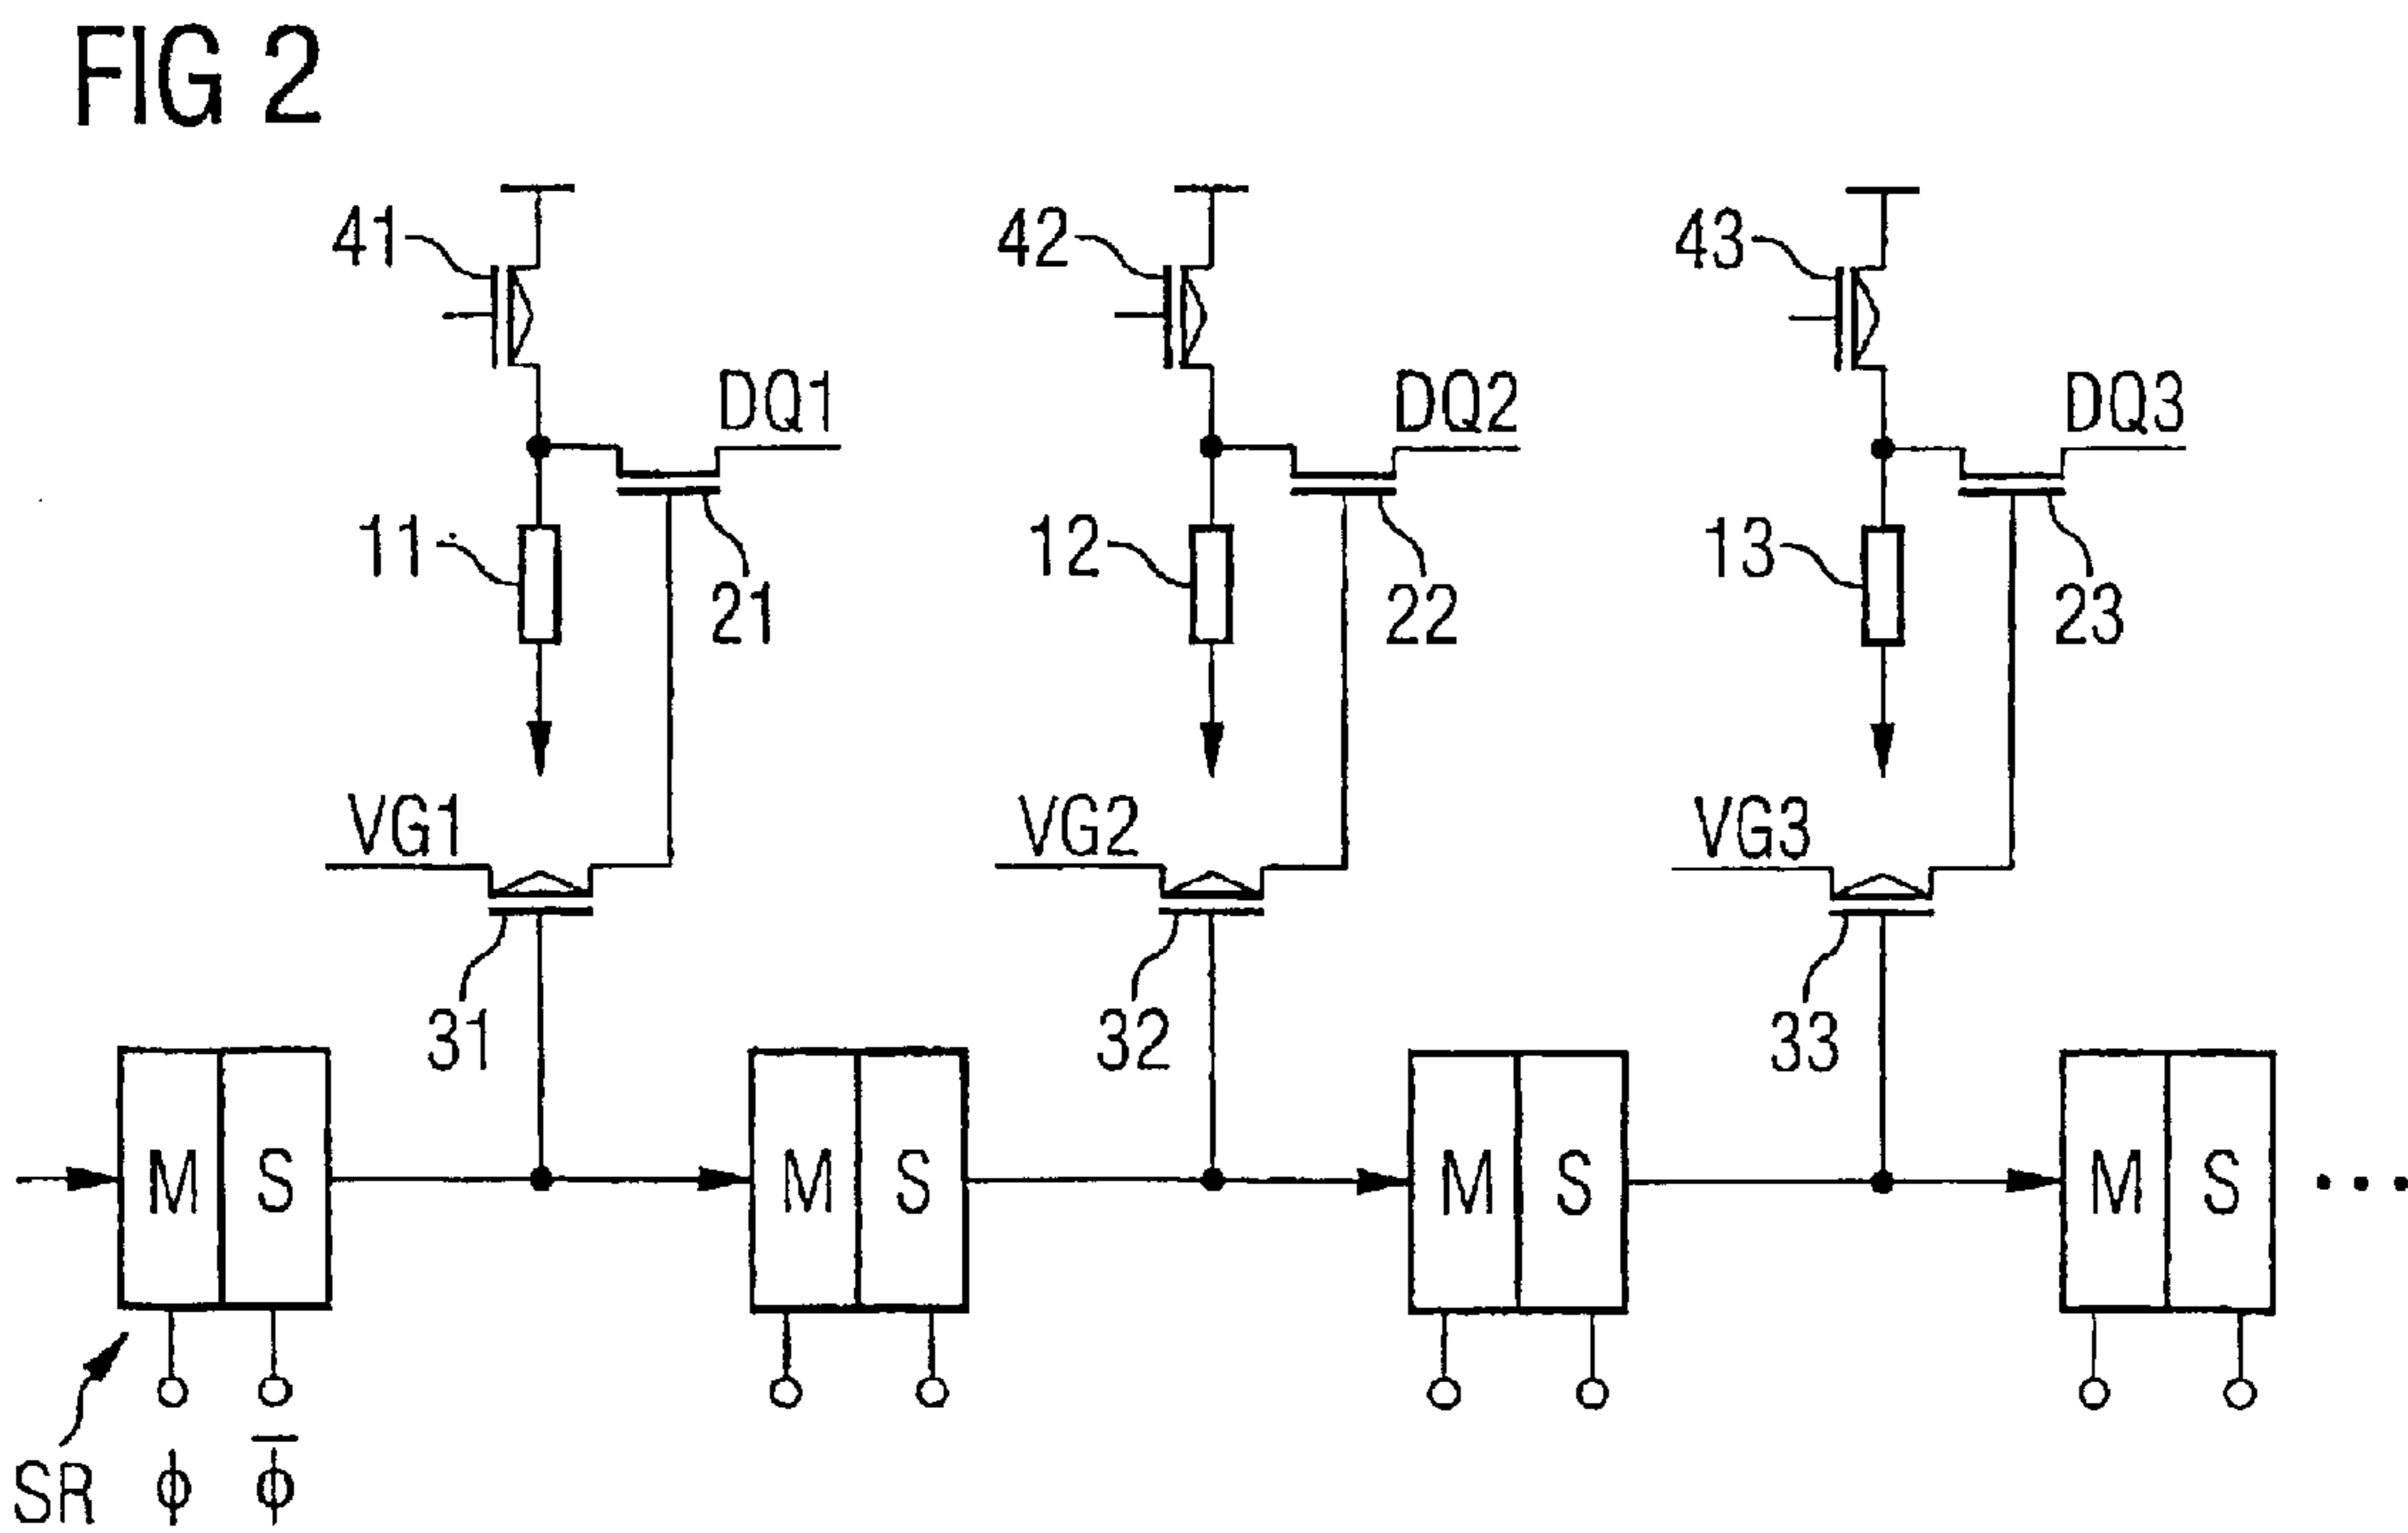 FIG 2
41 42 43
DQ1 DQ2 DQ3
11 12 13
21 22 23
VG1 VG2 VG3
31 32 33
M S M S M S M S ...
SR ϕ ϕ̅